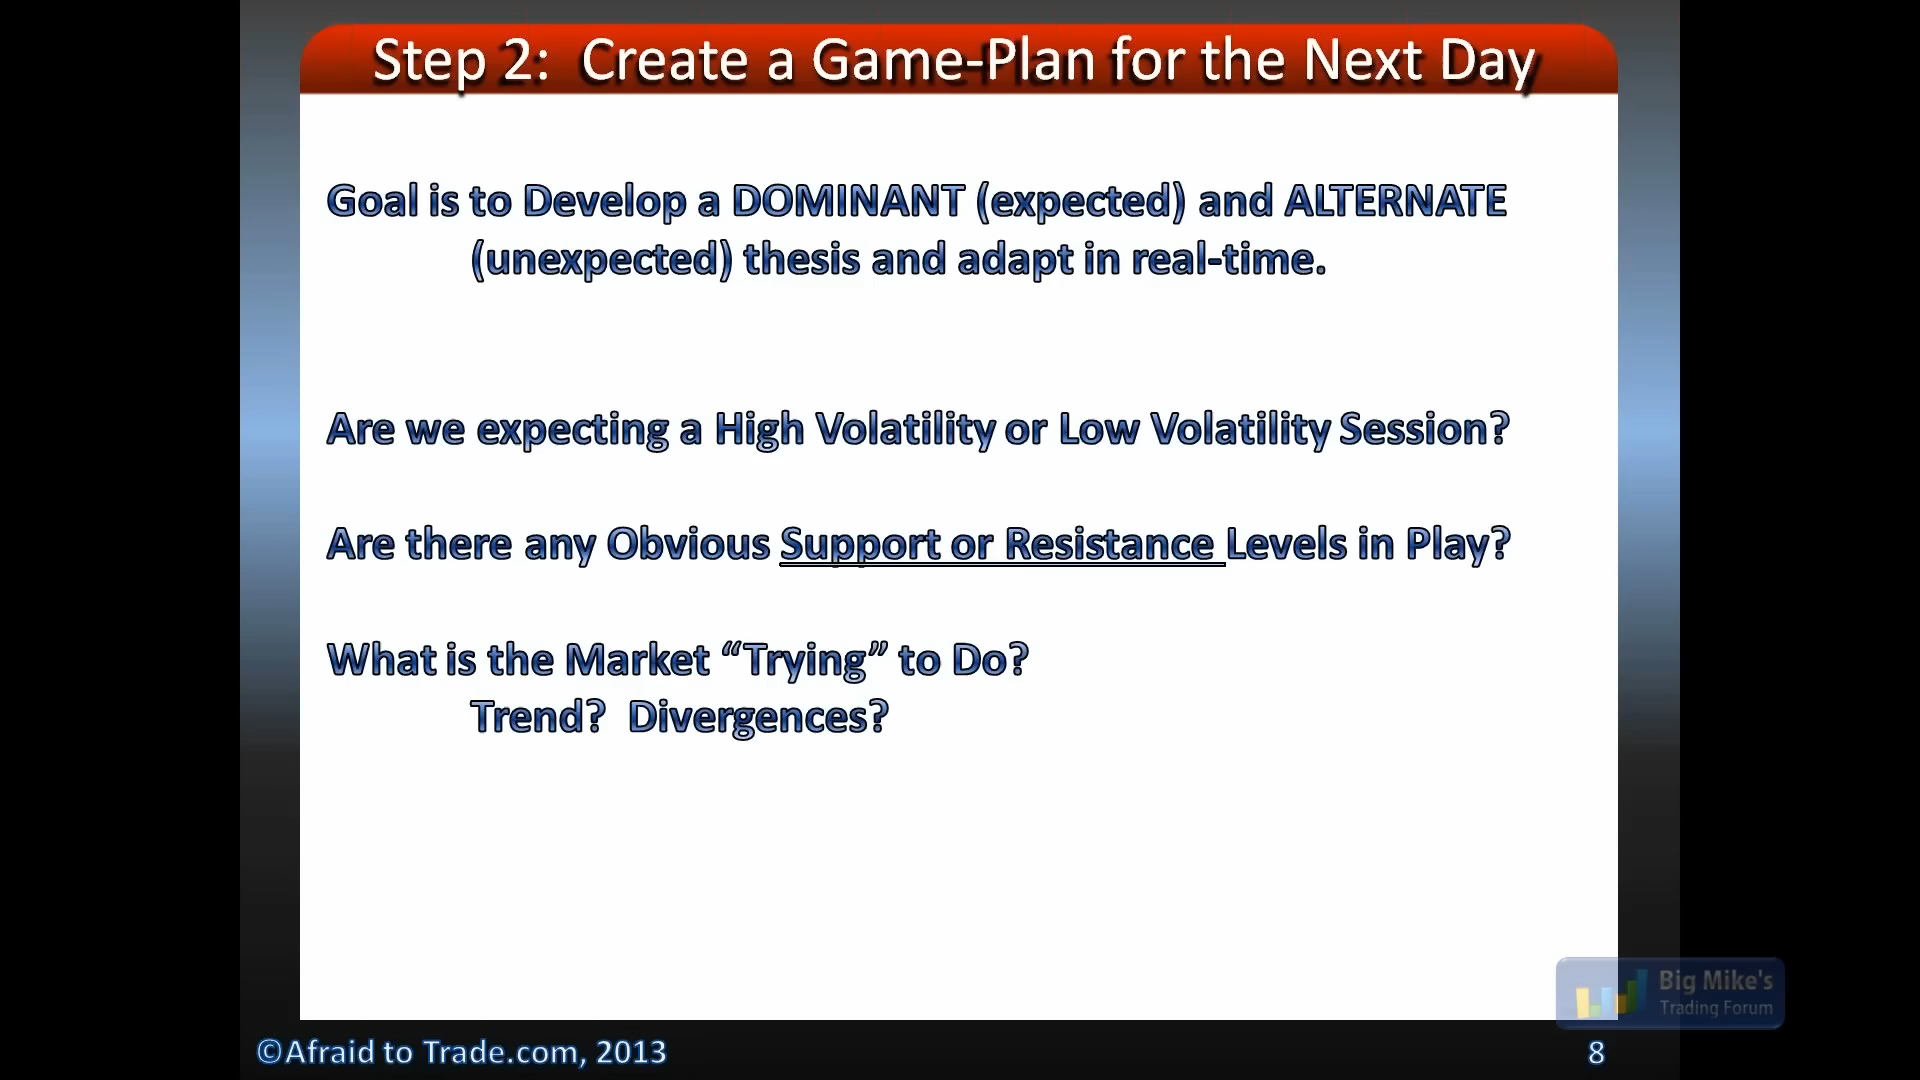 Step 2: Create a Game-Plan for the Next Day
Goal is to Develop a DOMINANT (expected) and ALTERNATE
(unexpected) thesis and adapt in real-time.
Are we expecting a High Volatility or Low Volatility Session?
Are there any Obvious Support or Resistance Levels in Play?
What is the Market “Trying” to Do?
Trend? Divergences?
Big Mike's
Trading Forum
©Afraid to Trade.com, 2013
8